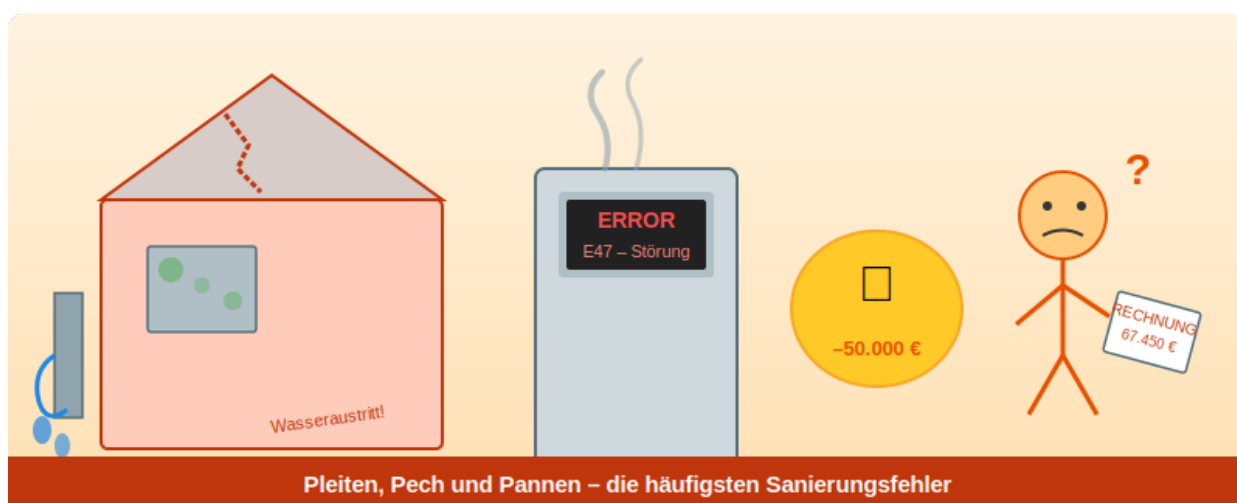 ERROR
E47 – Störung
Wasseraustritt!
–50.000 €
?
RECHNUNG
67.450 €
Pleiten, Pech und Pannen – die häufigsten Sanierungsfehler